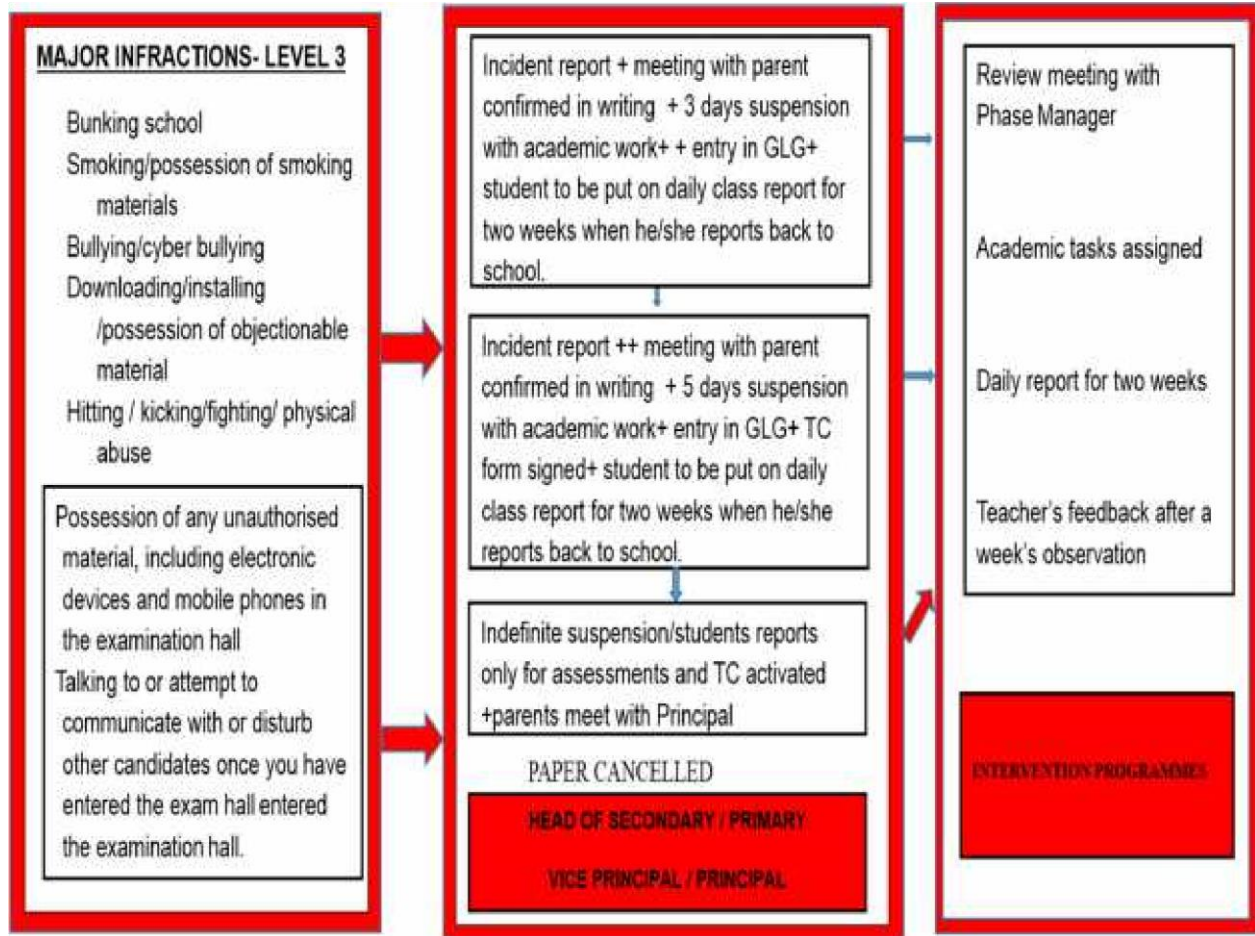 MAJOR INFRACTIONS- LEVEL 3
Bunking school
Smoking/possession of smoking
materials
Bullying/cyber bullying
Downloading/installing
/possession of objectionable
material
Hitting / kicking/fighting/ physical
abuse
Possession of any unauthorised
material, including electronic
devices and mobile phones in
the examination hall
Talking to or attempt to
communicate with or disturb
other candidates once you have
entered the exam hall entered
the examination hall.
Incident report + meeting with parent
confirmed in writing + 3 days suspension
with academic work+ + entry in GLG+
student to be put on daily class report for
two weeks when he/she reports back to
school.
Incident report ++ meeting with parent
confirmed in writing + 5 days suspension
with academic work+ entry in GLG+ TC
form signed+ student to be put on daily
class report for two weeks when he/she
reports back to school.
Indefinite suspension/students reports
only for assessments and TC activated
+parents meet with Principal
PAPER CANCELLED
HEAD OF SECONDARY / PRIMARY
VICE PRINCIPAL / PRINCIPAL
Review meeting with
Phase Manager
Academic tasks assigned
Daily report for two weeks
Teacher's feedback after a
week's observation
INTERVENTION PROGRAMMES